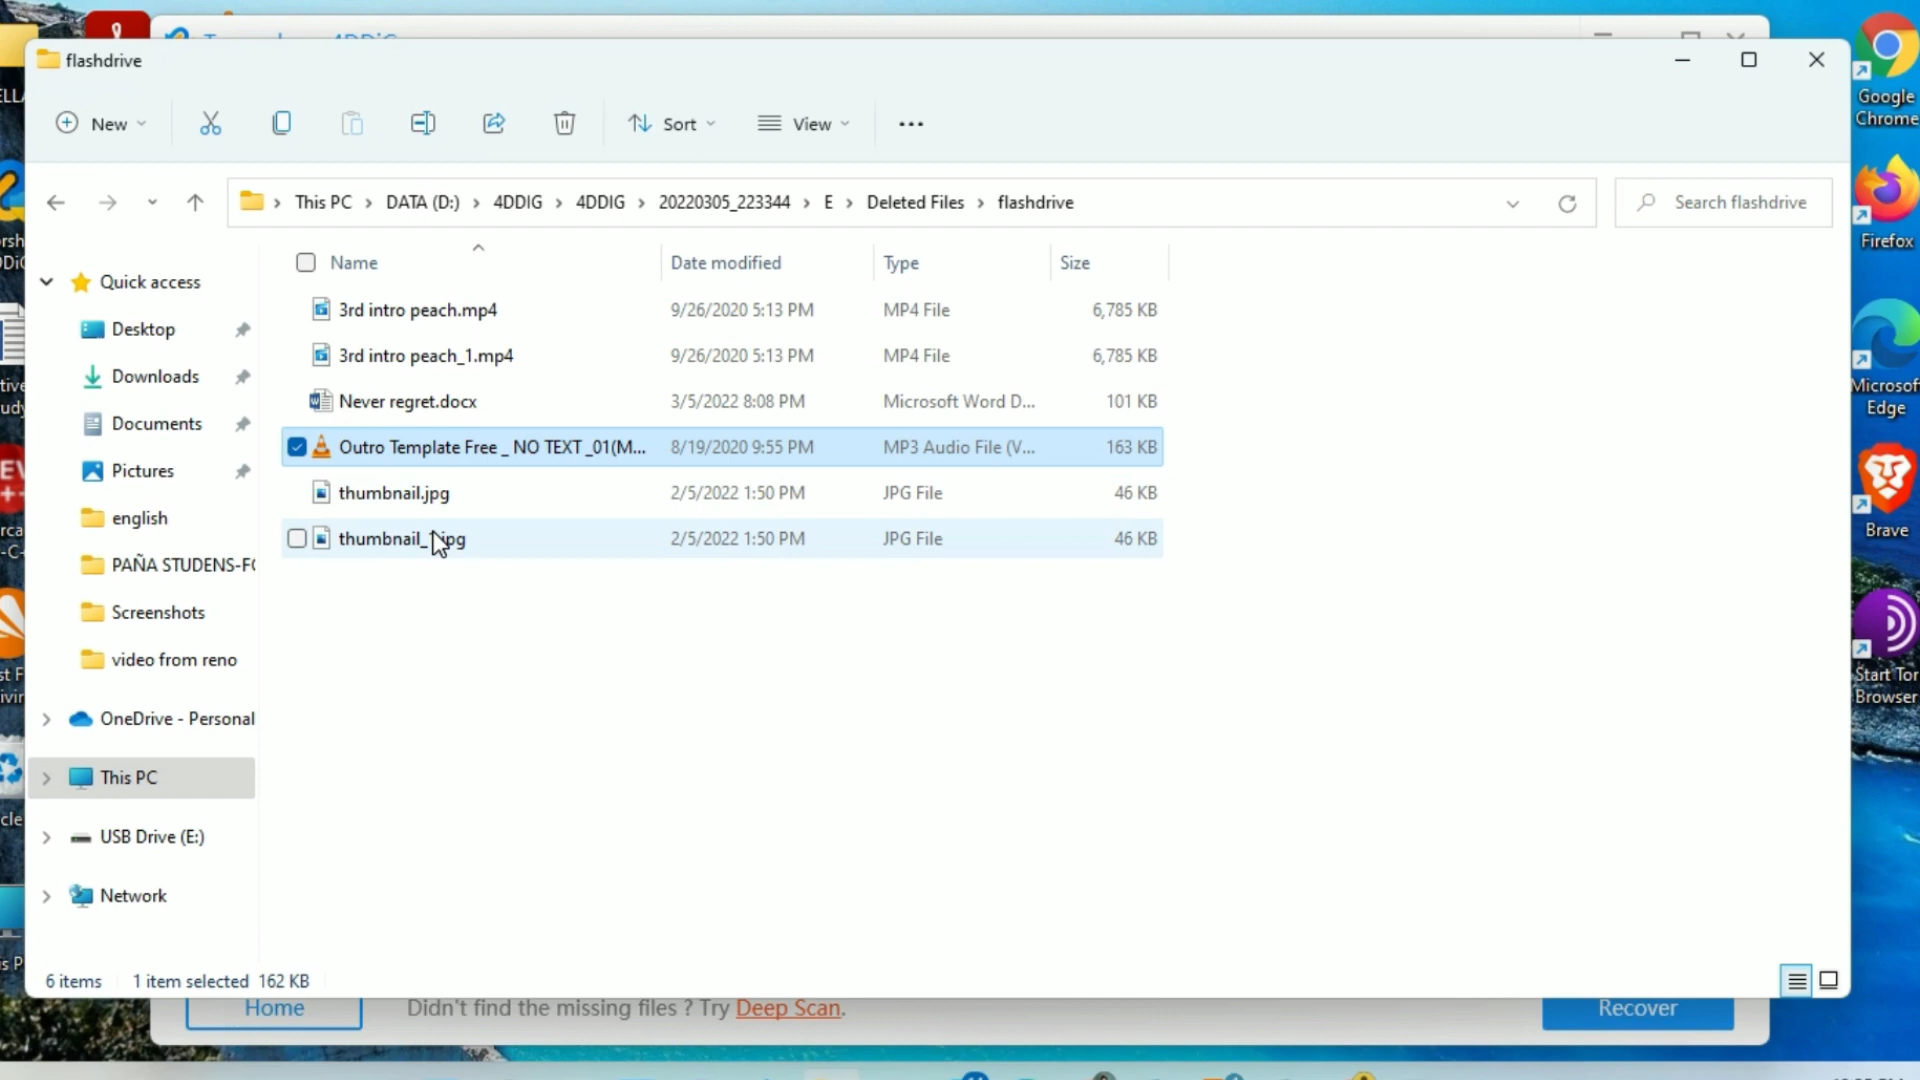 flashdrive
New
Sort
View
This PC > DATA (D:) > 4DDIG > 4DDIG > 20220305_223344 > E > Deleted Files > flashdrive
Search flashdrive
Name Date modified Type Size
3rd intro peach.mp4 9/26/2020 5:13 PM MP4 File 6,785 KB
3rd intro peach_1.mp4 9/26/2020 5:13 PM MP4 File 6,785 KB
Never regret.docx 3/5/2022 8:08 PM Microsoft Word D... 101 KB
Outro Template Free _ NO TEXT _01(M... 8/19/2020 9:55 PM MP3 Audio File (V... 163 KB
thumbnail.jpg 2/5/2022 1:50 PM JPG File 46 KB
thumbnail_ jpg 2/5/2022 1:50 PM JPG File 46 KB
Quick access
Desktop
Downloads
Documents
Pictures
english
PAÑA STUDENS-FO
Screenshots
video from reno
OneDrive - Personal
This PC
USB Drive (E:)
Network
6 items 1 item selected 162 KB
Home
Didn't find the missing files ? Try Deep Scan.
Recover
Google
Chrome
Firefox
Microsof
Edge
Brave
Start Tor
Browser